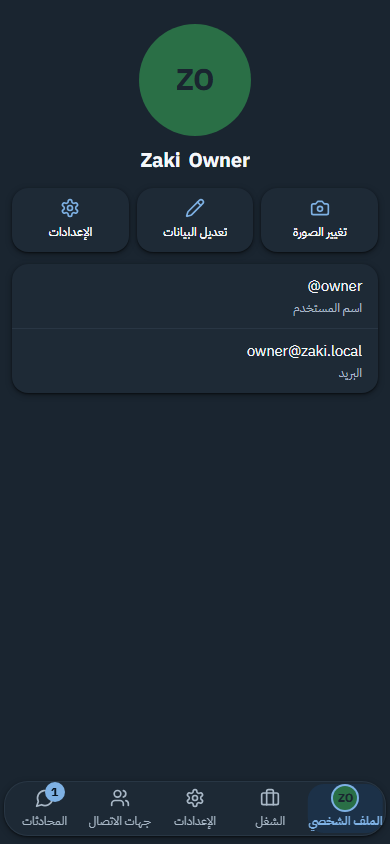 ZO
Zaki Owner
تغيير الصورة
تعديل البيانات
الإعدادات
@owner
اسم المستخدم
owner@zaki.local
البريد
ZO
الملف الشخصي
الشغل
الإعدادات
جهات الاتصال
1
المحادثات